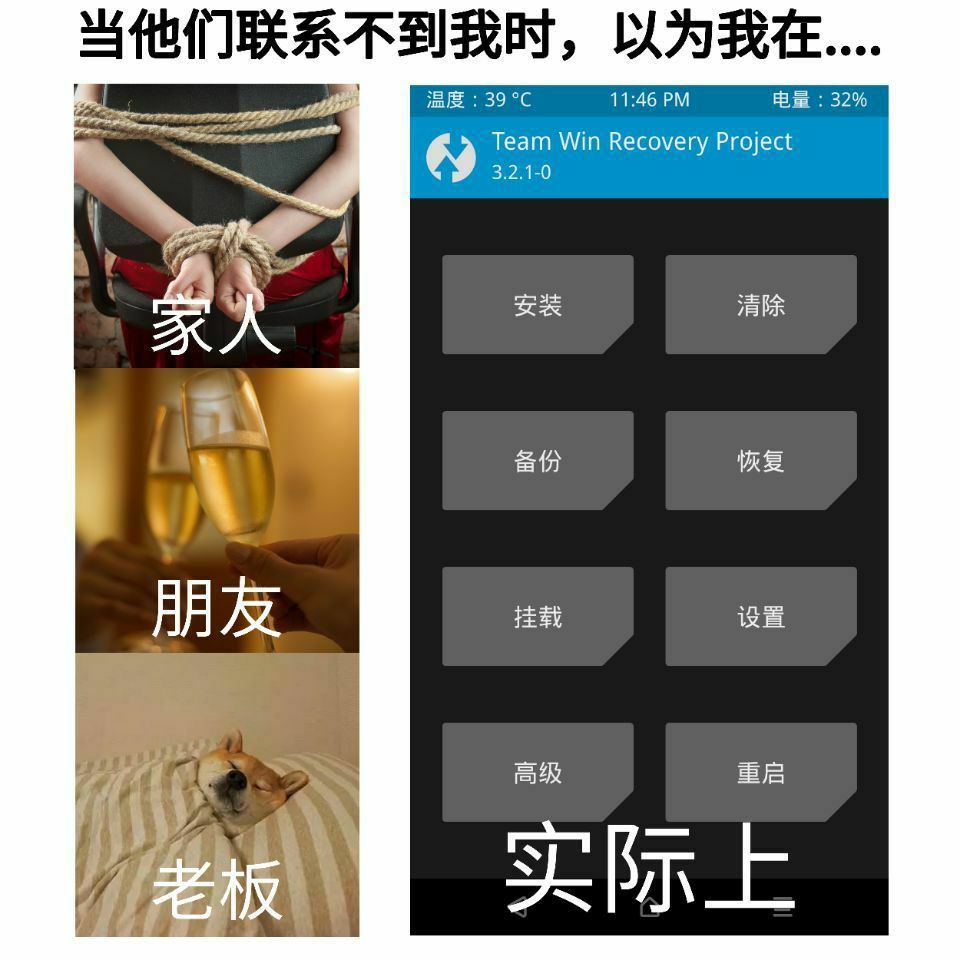 当他们联系不到我时，以为我在....
家人
朋友
老板
温度：39 °C 11:46 PM 电量：32%
Team Win Recovery Project
3.2.1-0
安装 清除
备份 恢复
挂载 设置
高级 重启
实际上